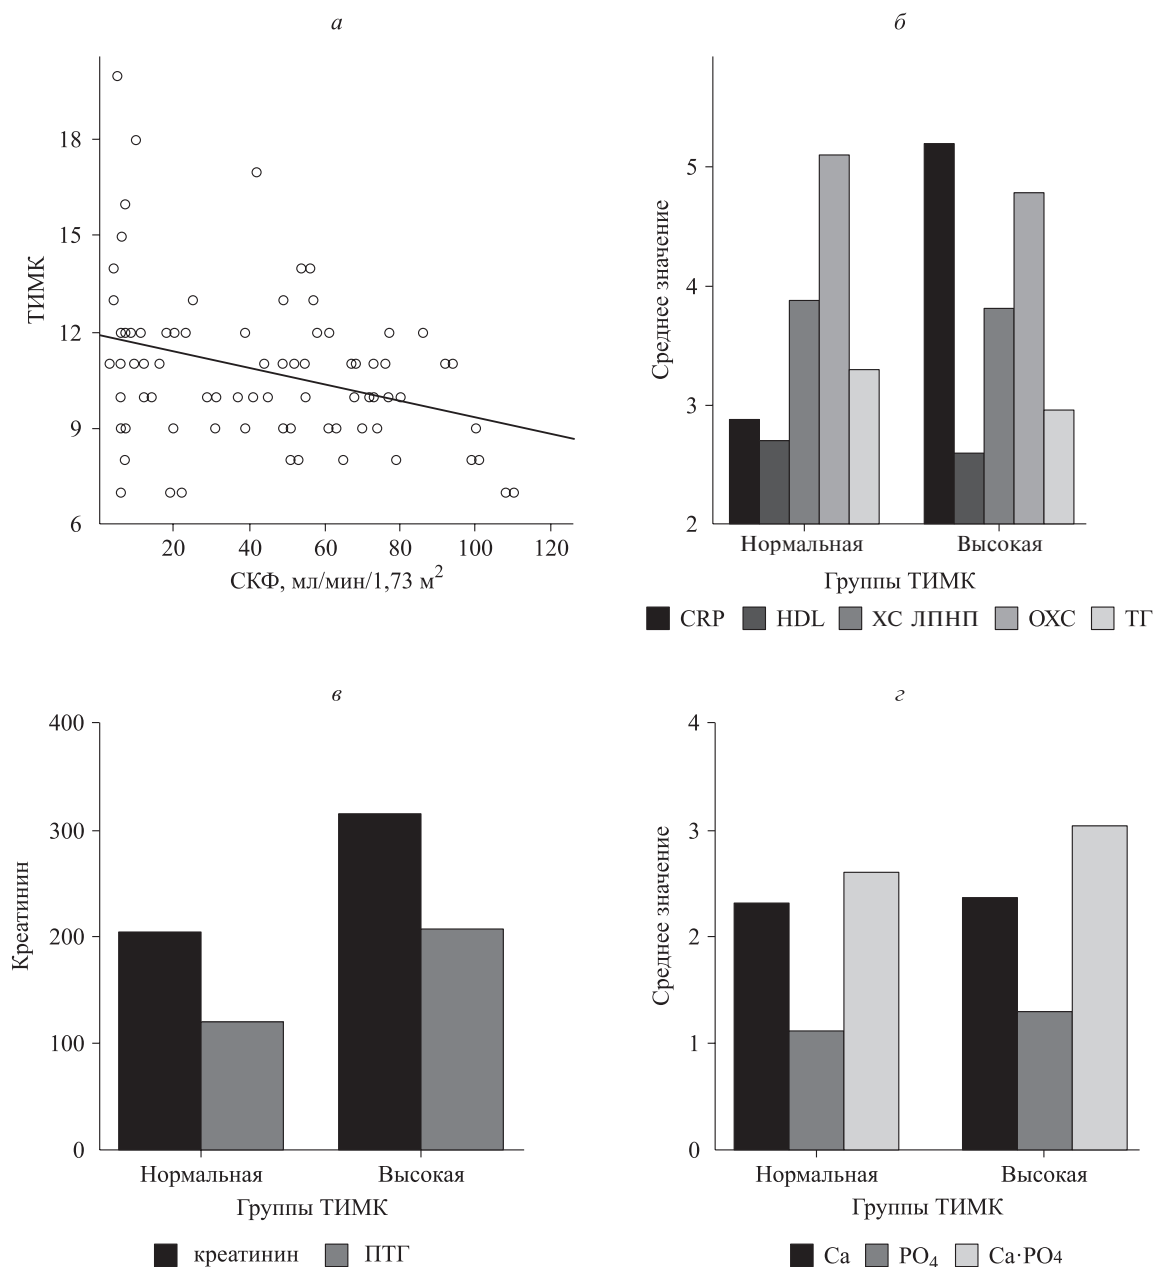 а
ТИМК
18
15
12
9
6
20 40 60 80 100 120
СКФ, мл/мин/1,73 м²
б
Среднее значение
5
4
3
2
Нормальная Высокая
Группы ТИМК
CRP HDL ХС ЛПНП ОХС ТГ
в
Креатинин
400
300
200
100
0
Нормальная Высокая
Группы ТИМК
креатинин ПТГ
г
Среднее значение
4
3
2
1
0
Нормальная Высокая
Группы ТИМК
Ca PO₄ Ca·PO₄